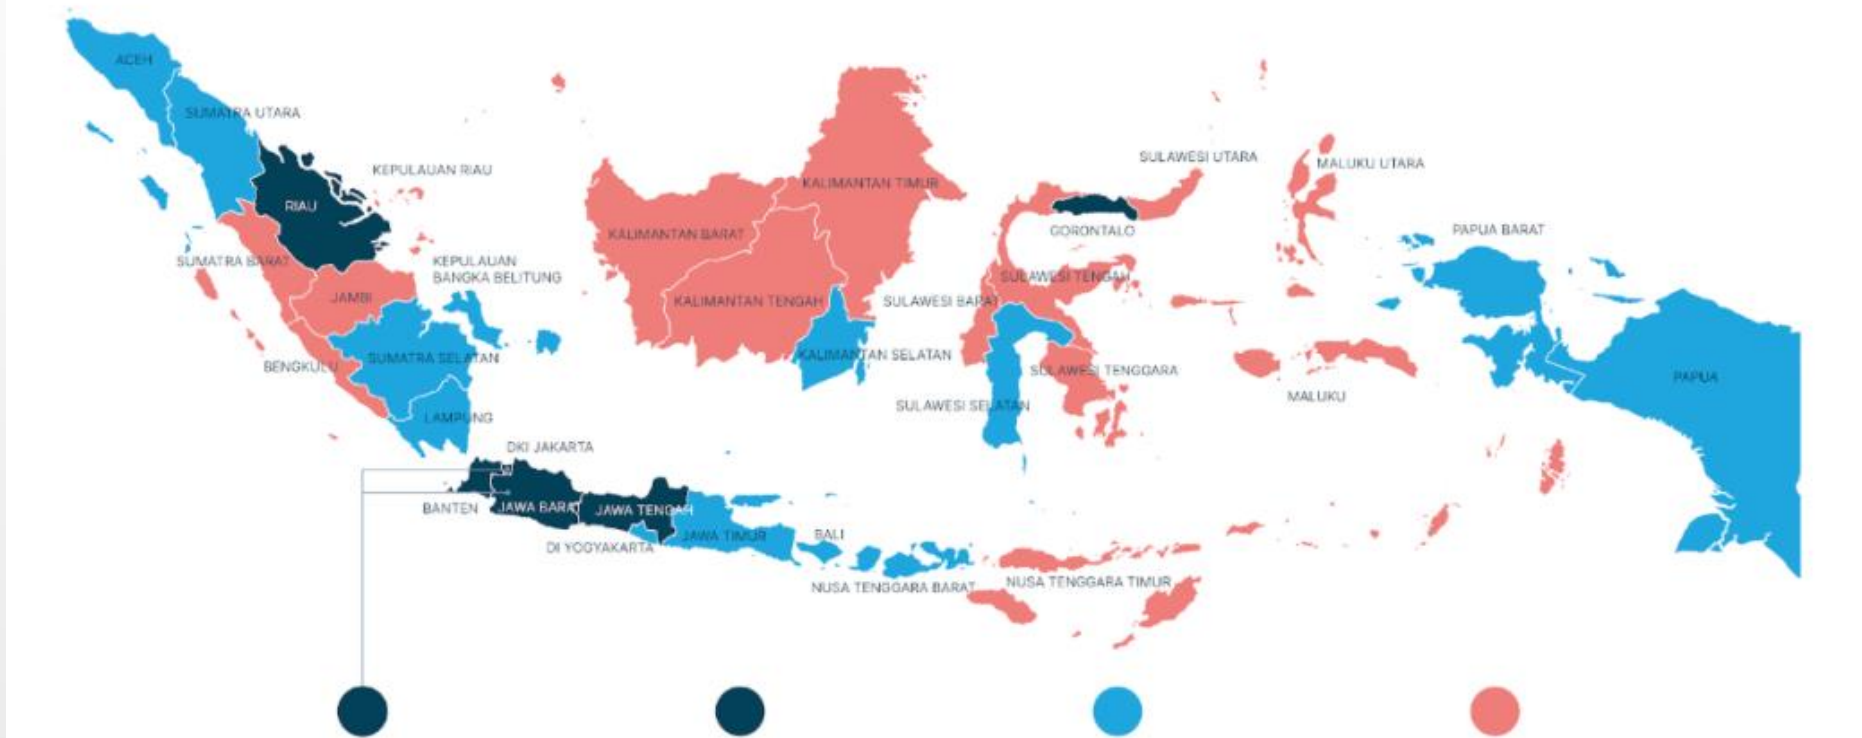 ACEH
SUMATRA UTARA
RIAU
KEPULAUAN RIAU
SUMATRA BARAT
JAMBI
KEPULAUAN
BANGKA BELITUNG
BENGKULU
SUMATRA SELATAN
LAMPUNG
DKI JAKARTA
BANTEN
JAWA BARAT
JAWA TENGAH
DI YOGYAKARTA
JAWA TIMUR
BALI
NUSA TENGGARA BARAT
NUSA TENGGARA TIMUR
KALIMANTAN BARAT
KALIMANTAN TIMUR
KALIMANTAN TENGAH
KALIMANTAN SELATAN
SULAWESI UTARA
GORONTALO
SULAWESI TENGAH
SULAWESI BARAT
SULAWESI TENGGARA
SULAWESI SELATAN
MALUKU UTARA
MALUKU
PAPUA BARAT
PAPUA